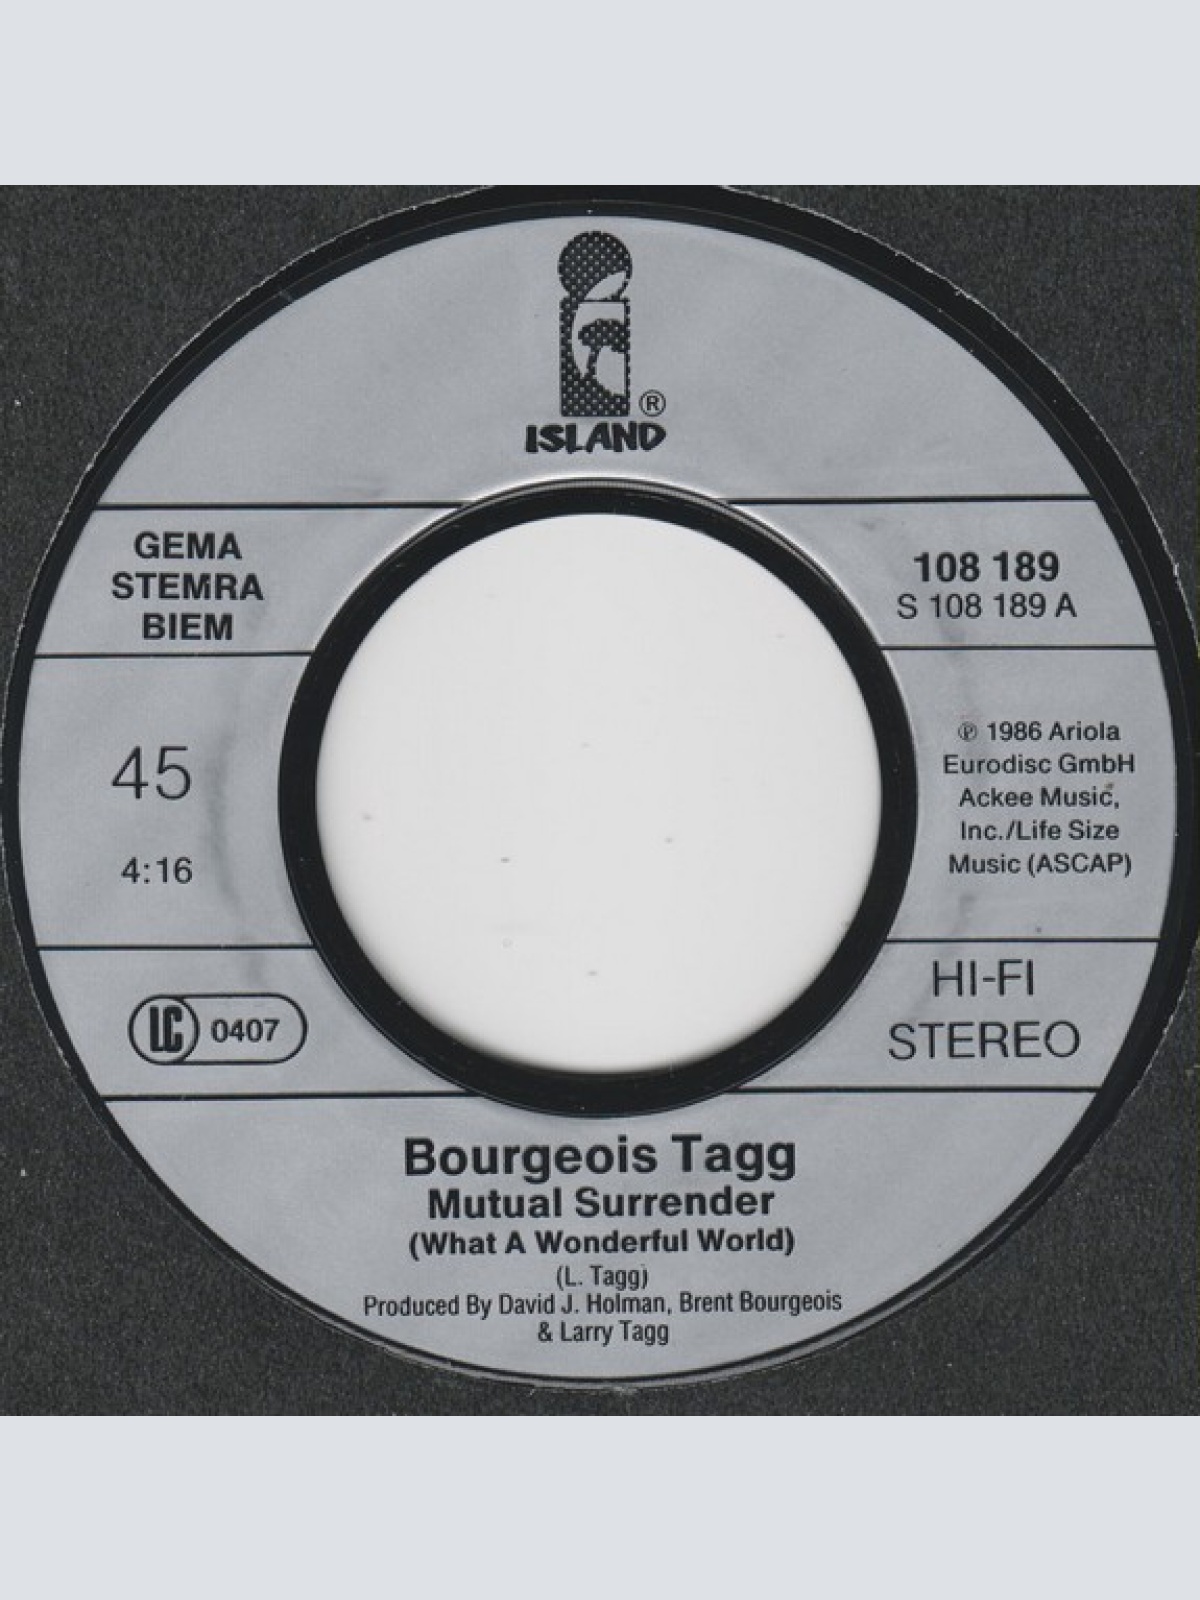 ®
ISLAND
GEMA
STEMRA
BIEM
108 189
S 108 189 A
45
4:16
℗ 1986 Ariola
Eurodisc GmbH
Ackee Music,
Inc./Life Size
Music (ASCAP)
LC 0407
HI-FI
STEREO
Bourgeois Tagg
Mutual Surrender
(What A Wonderful World)
(L. Tagg)
Produced By David J. Holman, Brent Bourgeois
& Larry Tagg